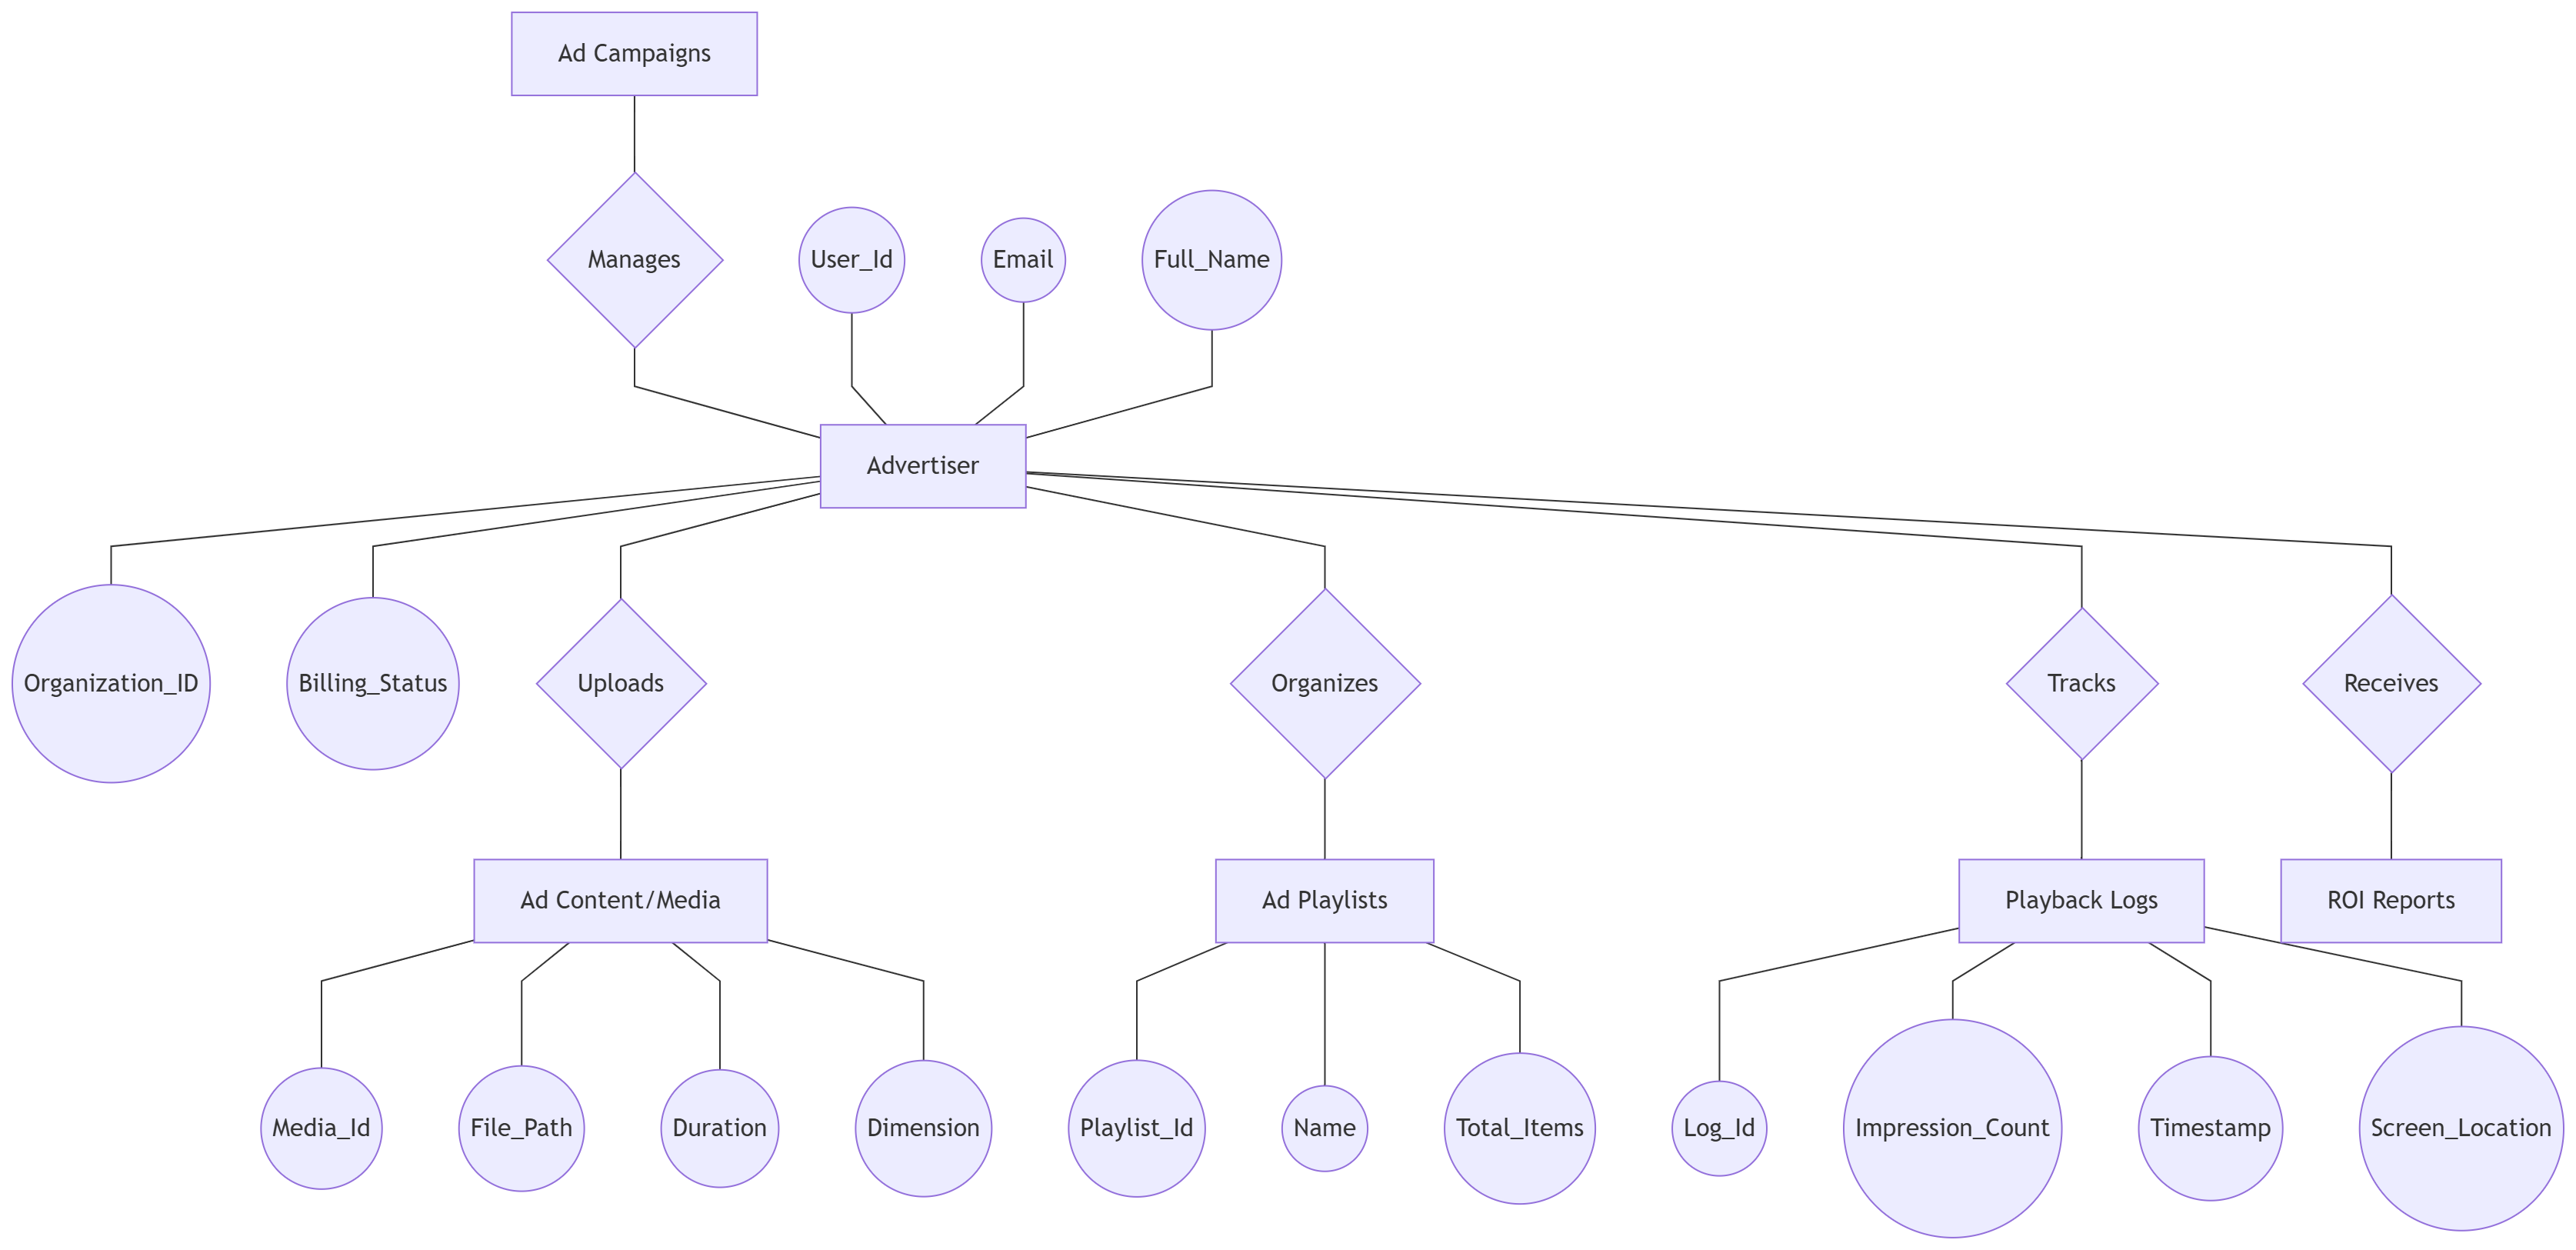 Ad Campaigns
Manages
User_Id
Email
Full_Name
Advertiser
Organization_ID
Billing_Status
Uploads
Organizes
Tracks
Receives
Ad Content/Media
Ad Playlists
Playback Logs
ROI Reports
Media_Id
File_Path
Duration
Dimension
Playlist_Id
Name
Total_Items
Log_Id
Impression_Count
Timestamp
Screen_Location